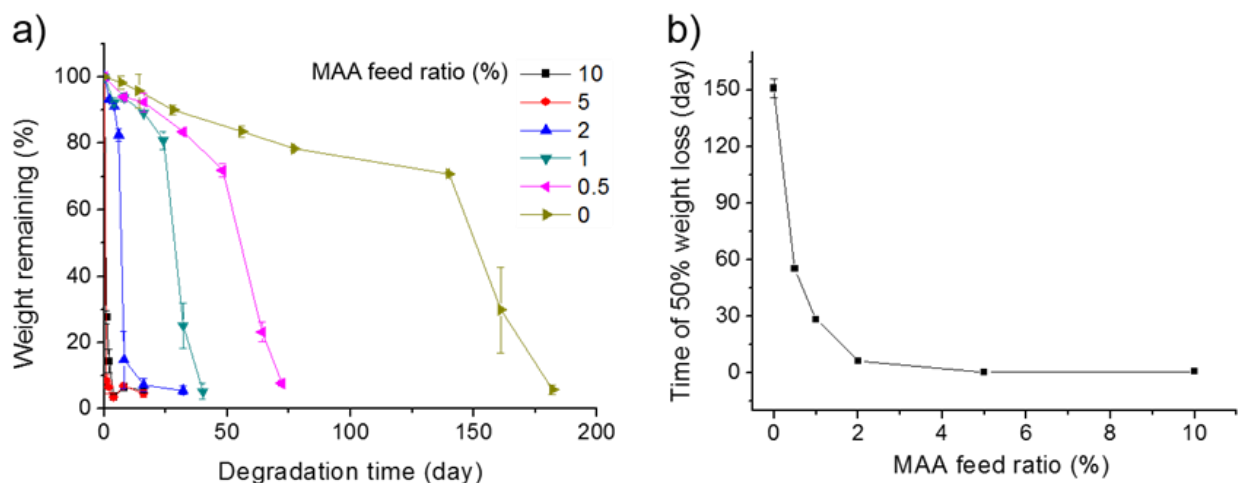 a)
MAA feed ratio (%)
10
5
2
1
0.5
0
Weight remaining (%)
100
80
60
40
20
0
0 50 100 150 200
Degradation time (day)
b)
Time of 50% weight loss (day)
150
120
90
60
30
0
0 2 4 6 8 10
MAA feed ratio (%)